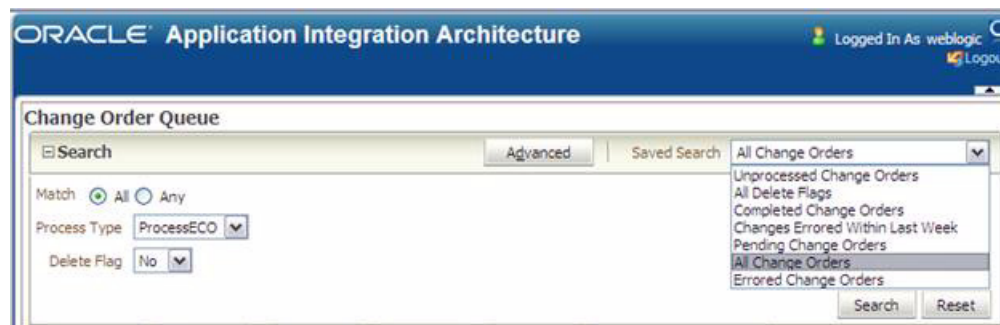 ORACLE Application Integration Architecture
Logged In As weblogic
Change Order Queue
Search
Advanced
Saved Search All Change Orders
Unprocessed Change Orders
All Delete Flags
Completed Change Orders
Changes Errored Within Last Week
Pending Change Orders
All Change Orders
Errored Change Orders
Match All Any
Process Type ProcessECO
Delete Flag No
Search Reset